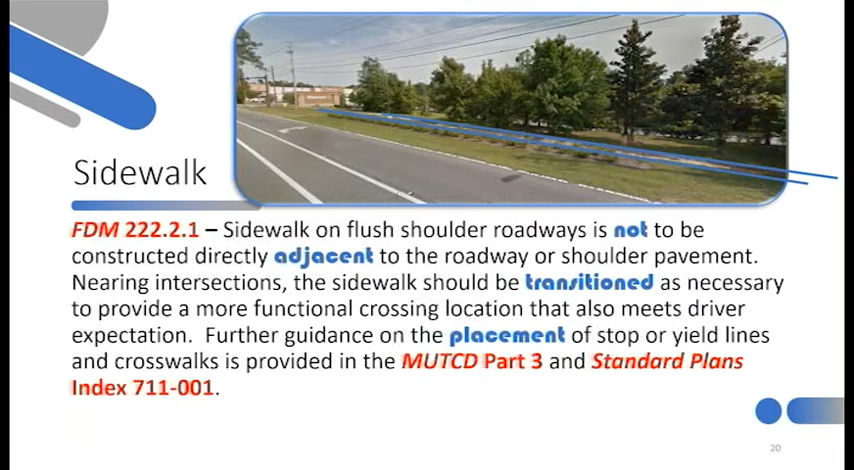 Sidewalk
FDM 222.2.1 – Sidewalk on flush shoulder roadways is not to be
constructed directly adjacent to the roadway or shoulder pavement.
Nearing intersections, the sidewalk should be transitioned as necessary
to provide a more functional crossing location that also meets driver
expectation.  Further guidance on the placement of stop or yield lines
and crosswalks is provided in the MUTCD Part 3 and Standard Plans
Index 711-001.
20